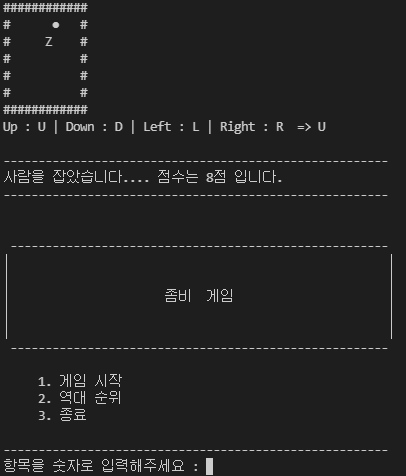 ############
#      ●   #
#     Z    #
#          #
#          #
#          #
############
Up : U | Down : D | Left : L | Right : R  => U
-------------------------------------------------------
사람을 잡았습니다.... 점수는 8점 입니다.
-------------------------------------------------------
좀비  게임
1. 게임 시작
2. 역대 순위
3. 종료
-------------------------------------------------------
항목을 숫자로 입력해주세요 :